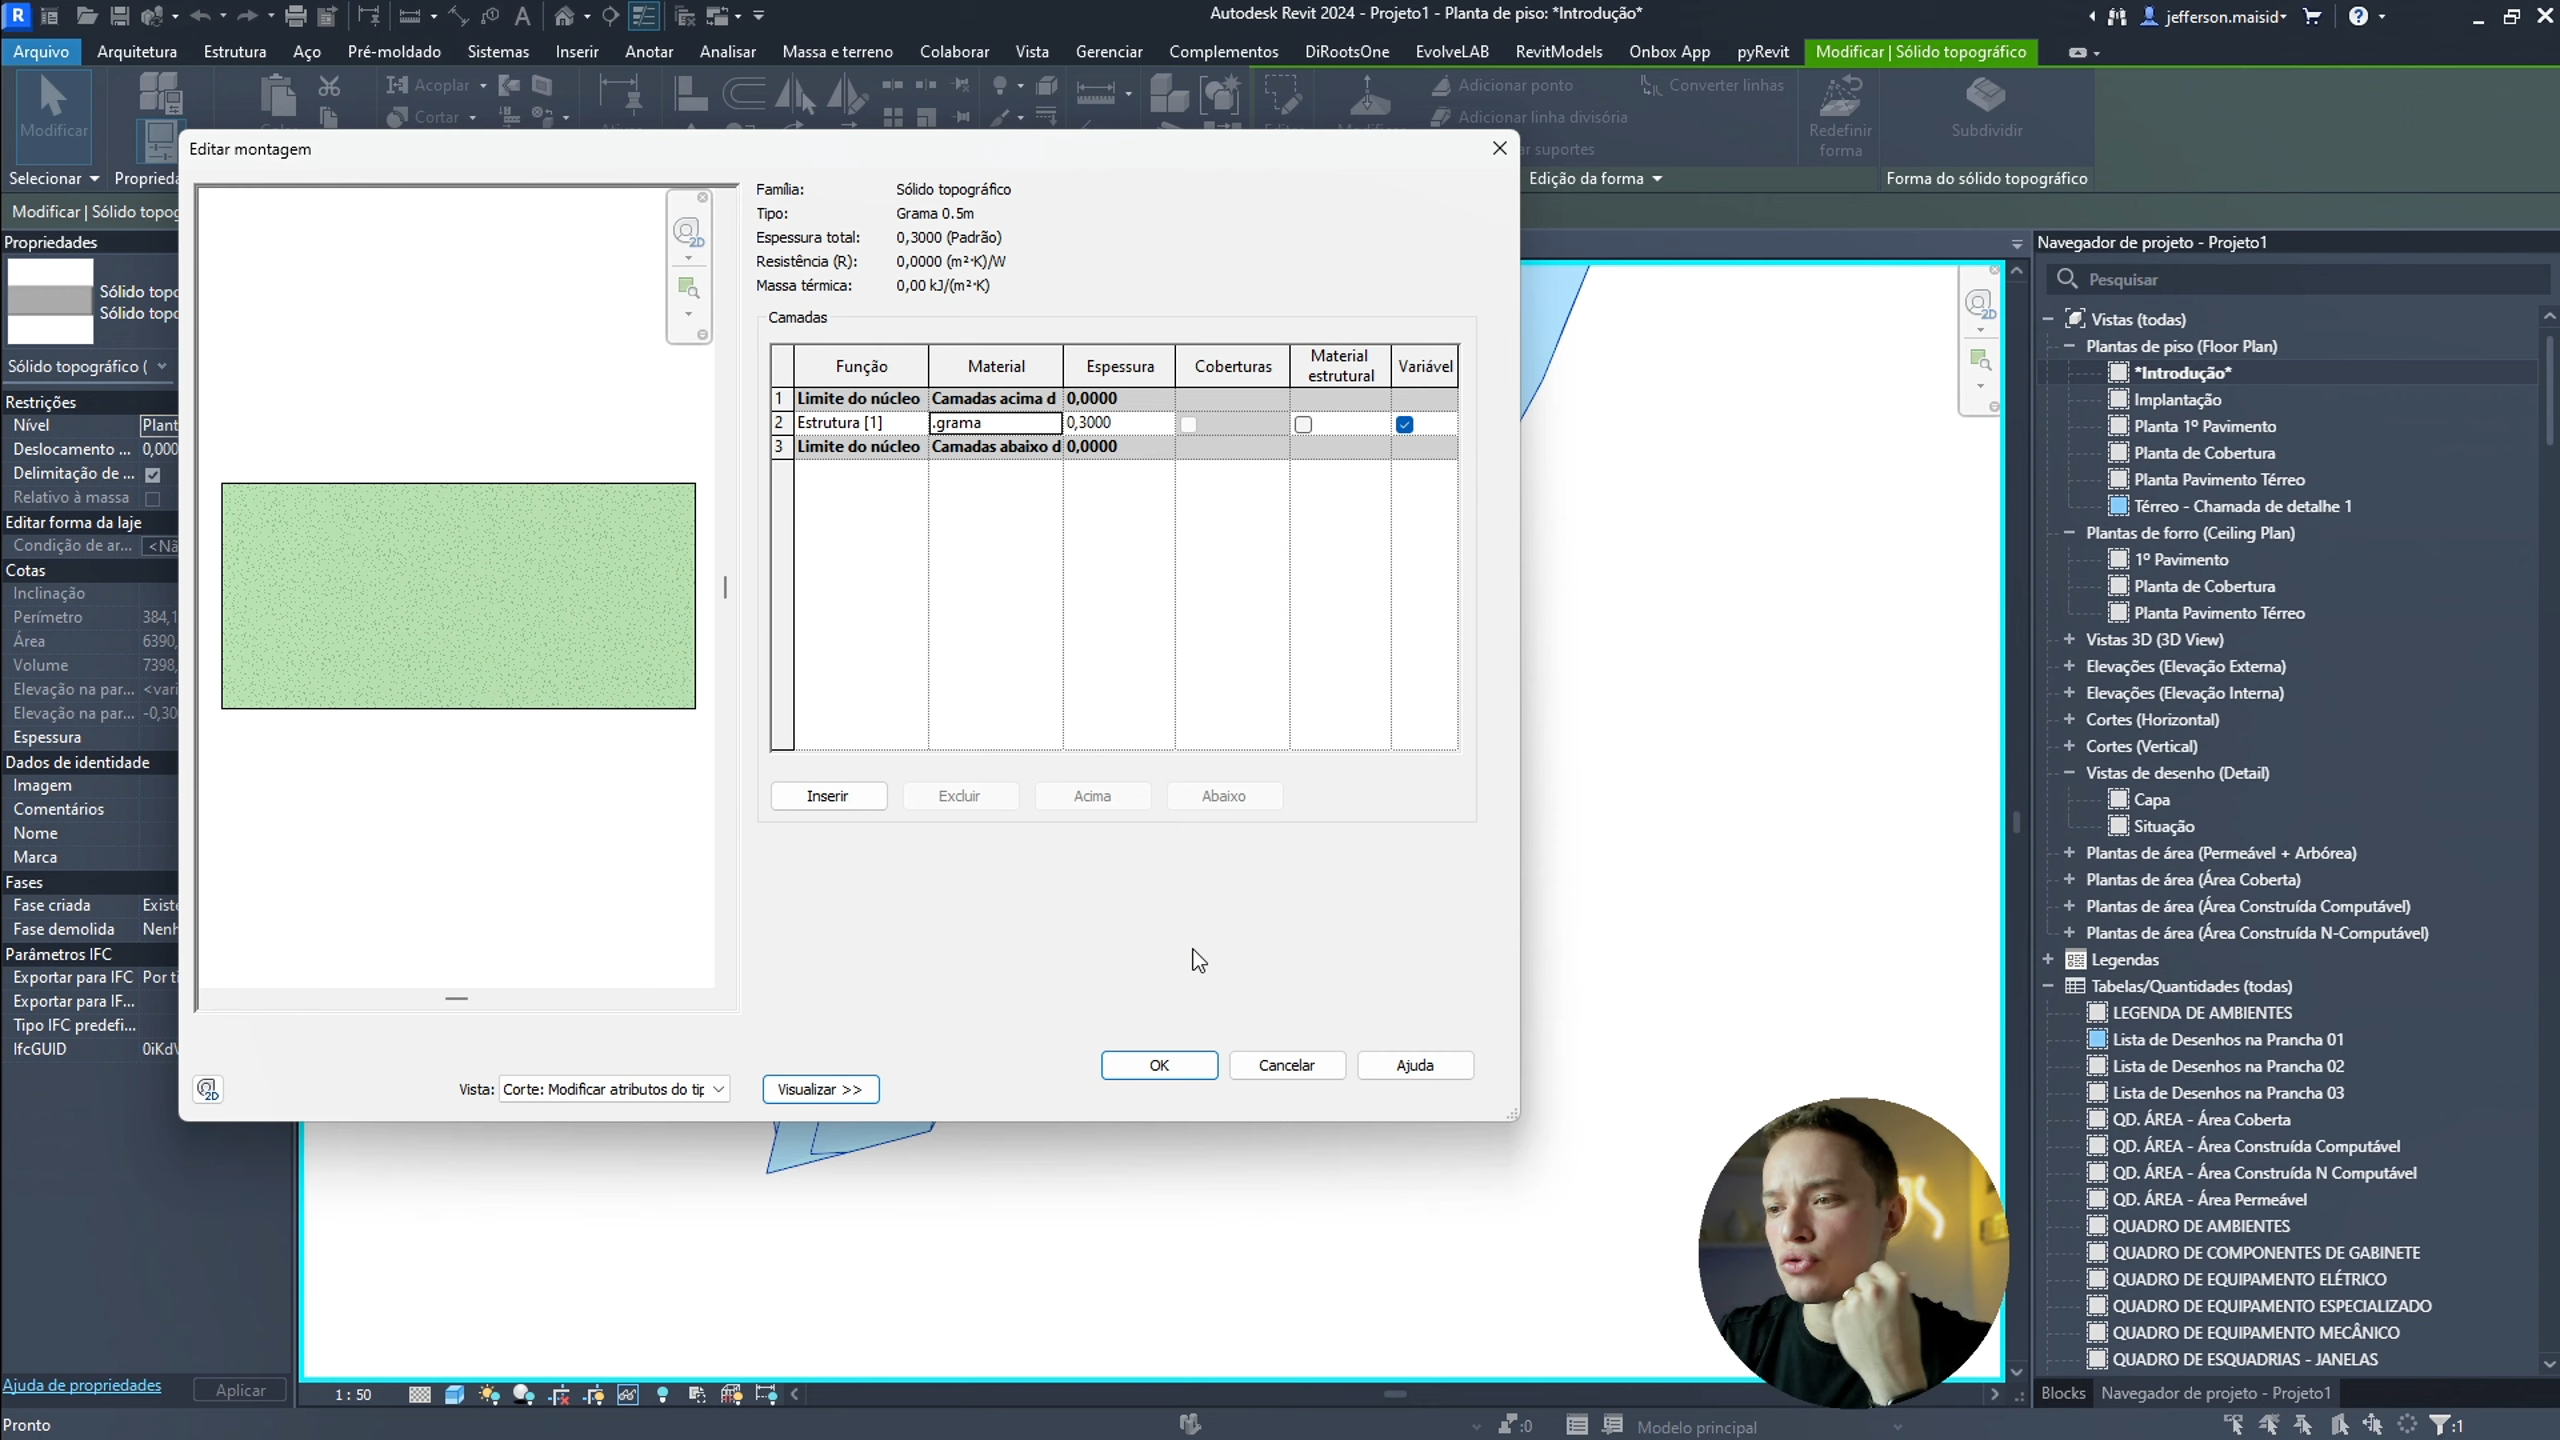 Autodesk Revit 2024 - Projeto1 - Planta de piso: *Introdução*
jefferson.maisid
Arquivo Arquitetura Estrutura Aço Pré-moldado Sistemas Inserir Anotar Analisar Massa e terreno Colaborar Vista Gerenciar Complementos DiRootsOne EvolveLAB RevitModels Onbox App pyRevit Modificar | Sólido topográfico
Modificar
Acoplar
Cortar
Adicionar ponto
Converter linhas
Adicionar linha divisória
Redefinir forma
Subdividir
Selecionar
Edição da forma
Forma do sólido topográfico
Modificar | Sólido topog
Editar montagem
Propriedades
Sólido topo
Sólido topo
Sólido topográfico (
Restrições
Nível Plant
Deslocamento ... 0,000
Delimitação de ...
Relativo à massa
Editar forma da laje
Condição de ar... <Nã
Cotas
Inclinação
Perímetro 384,1
Área 6390,
Volume 7398,
Elevação na par... <vari
Elevação na par... -0,30
Espessura
Dados de identidade
Imagem
Comentários
Nome
Marca
Fases
Fase criada Existe
Fase demolida Nenh
Parâmetros IFC
Exportar para IFC Por ti
Exportar para IF...
Tipo IFC predefi...
IfcGUID 0iKd
Ajuda de propriedades
Aplicar
Família: Sólido topográfico
Tipo: Grama 0.5m
Espessura total: 0,3000 (Padrão)
Resistência (R): 0,0000 (m²·K)/W
Massa térmica: 0,00 kJ/(m²·K)
Camadas
Função Material Espessura Coberturas Material estrutural Variável
1 Limite do núcleo Camadas acima d 0,0000
2 Estrutura [1] .grama 0,3000
3 Limite do núcleo Camadas abaixo d 0,0000
Inserir Excluir Acima Abaixo
OK Cancelar Ajuda
Vista: Corte: Modificar atributos do tip
Visualizar >>
Navegador de projeto - Projeto1
Pesquisar
Vistas (todas)
Plantas de piso (Floor Plan)
*Introdução*
Implantação
Planta 1º Pavimento
Planta de Cobertura
Planta Pavimento Térreo
Térreo - Chamada de detalhe 1
Plantas de forro (Ceiling Plan)
1º Pavimento
Planta de Cobertura
Planta Pavimento Térreo
Vistas 3D (3D View)
Elevações (Elevação Externa)
Elevações (Elevação Interna)
Cortes (Horizontal)
Cortes (Vertical)
Vistas de desenho (Detail)
Capa
Situação
Plantas de área (Permeável + Arbórea)
Plantas de área (Área Coberta)
Plantas de área (Área Construída Computável)
Plantas de área (Área Construída N-Computável)
Legendas
Tabelas/Quantidades (todas)
LEGENDA DE AMBIENTES
Lista de Desenhos na Prancha 01
Lista de Desenhos na Prancha 02
Lista de Desenhos na Prancha 03
QD. ÁREA - Área Coberta
QD. ÁREA - Área Construída Computável
QD. ÁREA - Área Construída N Computável
QD. ÁREA - Área Permeável
QUADRO DE AMBIENTES
QUADRO DE COMPONENTES DE GABINETE
QUADRO DE EQUIPAMENTO ELÉTRICO
QUADRO DE EQUIPAMENTO ESPECIALIZADO
QUADRO DE EQUIPAMENTO MECÂNICO
QUADRO DE ESQUADRIAS - JANELAS
Blocks Navegador de projeto - Projeto1
1 : 50
Pronto
:0
Modelo principal
:1